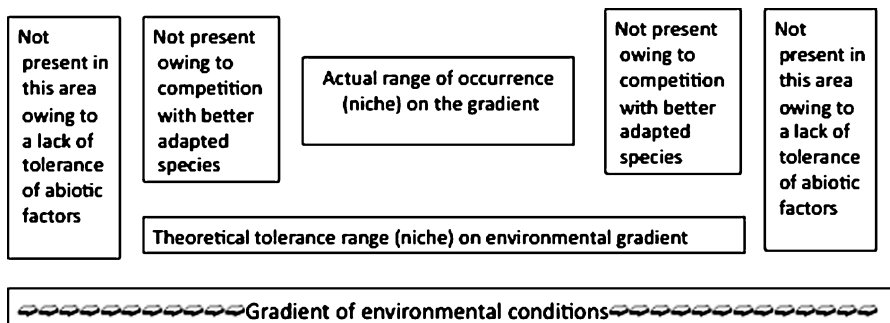 Not
present in
this area
owing to
a lack of
tolerance
of abiotic
factors
Not present
owing to
competition
with better
adapted
species
Actual range of occurrence
(niche) on the gradient
Not present
owing to
competition
with better
adapted
species
Not
present in
this area
owing to
a lack of
tolerance
of abiotic
factors
Theoretical tolerance range (niche) on environmental gradient
Gradient of environmental conditions